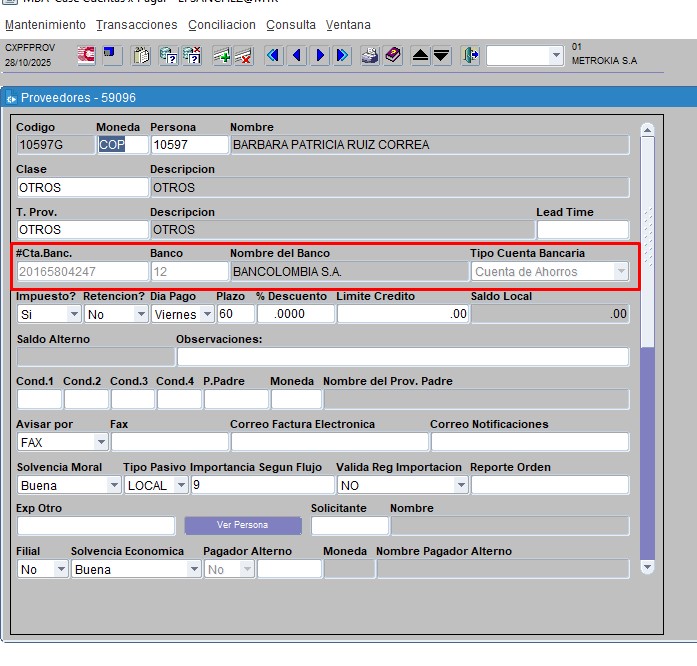 Mantenimiento Transacciones Conciliacion Consulta Ventana
CXPFPROV
28/10/2025
01
METROKIA S.A
Proveedores - 59096
Codigo Moneda Persona Nombre
10597G COP 10597 BARBARA PATRICIA RUIZ CORREA
Clase Descripcion
OTROS OTROS
T. Prov. Descripcion Lead Time
OTROS OTROS
#Cta.Banc. Banco Nombre del Banco Tipo Cuenta Bancaria
20165804247 12 BANCOLOMBIA S.A. Cuenta de Ahorros
Impuesto? Retencion? Dia Pago Plazo % Descuento Limite Credito Saldo Local
Si No Viernes 60 .0000 .00 .00
Saldo Alterno Observaciones:
Cond.1 Cond.2 Cond.3 Cond.4 P.Padre Moneda Nombre del Prov. Padre
Avisar por Fax Correo Factura Electronica Correo Notificaciones
FAX
Solvencia Moral Tipo Pasivo Importancia Segun Flujo Valida Reg Importacion Reporte Orden
Buena LOCAL 9 NO
Exp Otro Solicitante Nombre
Ver Persona
Filial Solvencia Economica Pagador Alterno Moneda Nombre Pagador Alterno
No Buena No